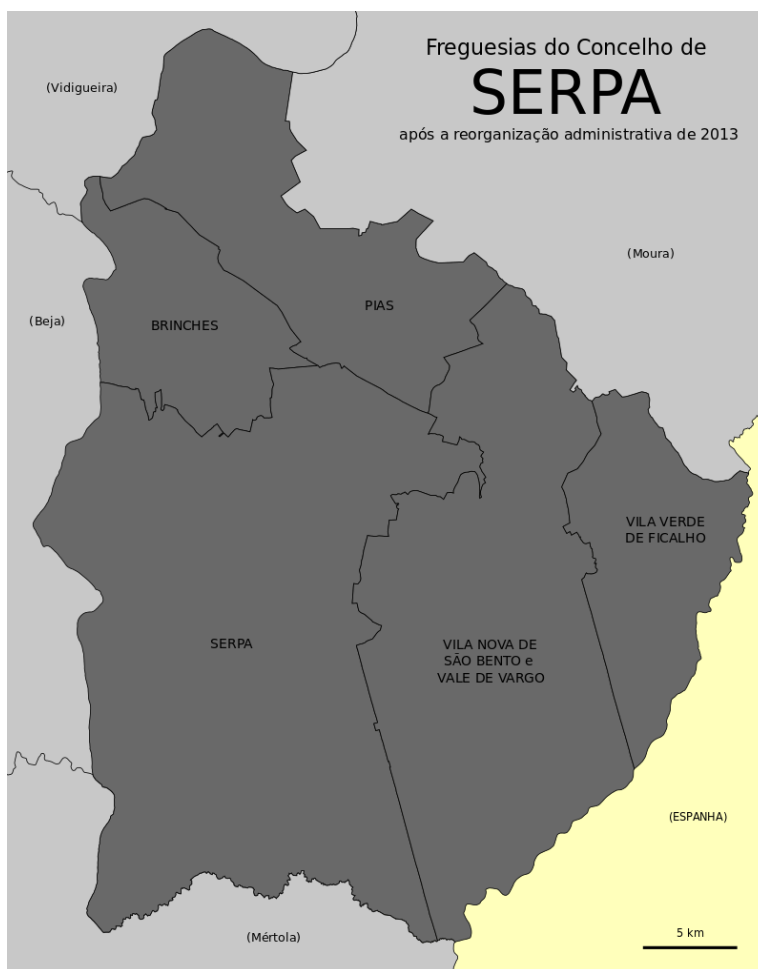 Freguesias do Concelho de
SERPA
após a reorganização administrativa de 2013
(Vidigueira)
(Moura)
(Beja)
PIAS
BRINCHES
VILA VERDE
DE FICALHO
SERPA
VILA NOVA DE
SÃO BENTO e
VALE DE VARGO
(ESPANHA)
(Mértola)
5 km